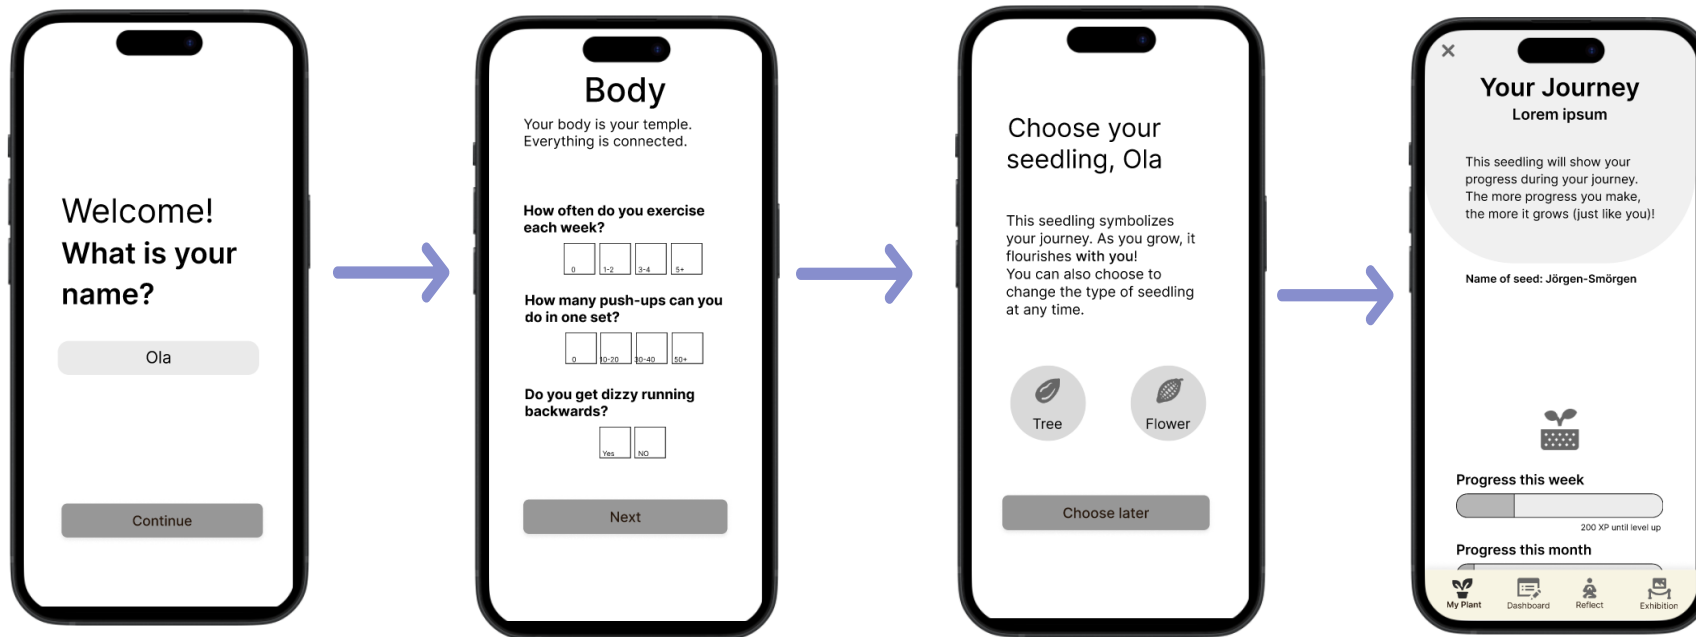 Welcome!
What is your
name?
Ola
Continue
Body
Your body is your temple.
Everything is connected.
How often do you exercise
each week?
0 1-2 3-4 5+
How many push-ups can you
do in one set?
0 10-20 30-40 50+
Do you get dizzy running
backwards?
Yes NO
Next
Choose your
seedling, Ola
This seedling symbolizes
your journey. As you grow, it
flourishes with you!
You can also choose to
change the type of seedling
at any time.
Tree Flower
Choose later
Your Journey
Lorem ipsum
This seedling will show your
progress during your journey.
The more progress you make,
the more it grows (just like you)!
Name of seed: Jörgen-Smörgen
Progress this week
200 XP until level up
Progress this month
My Plant Dashboard Reflect Exhibition